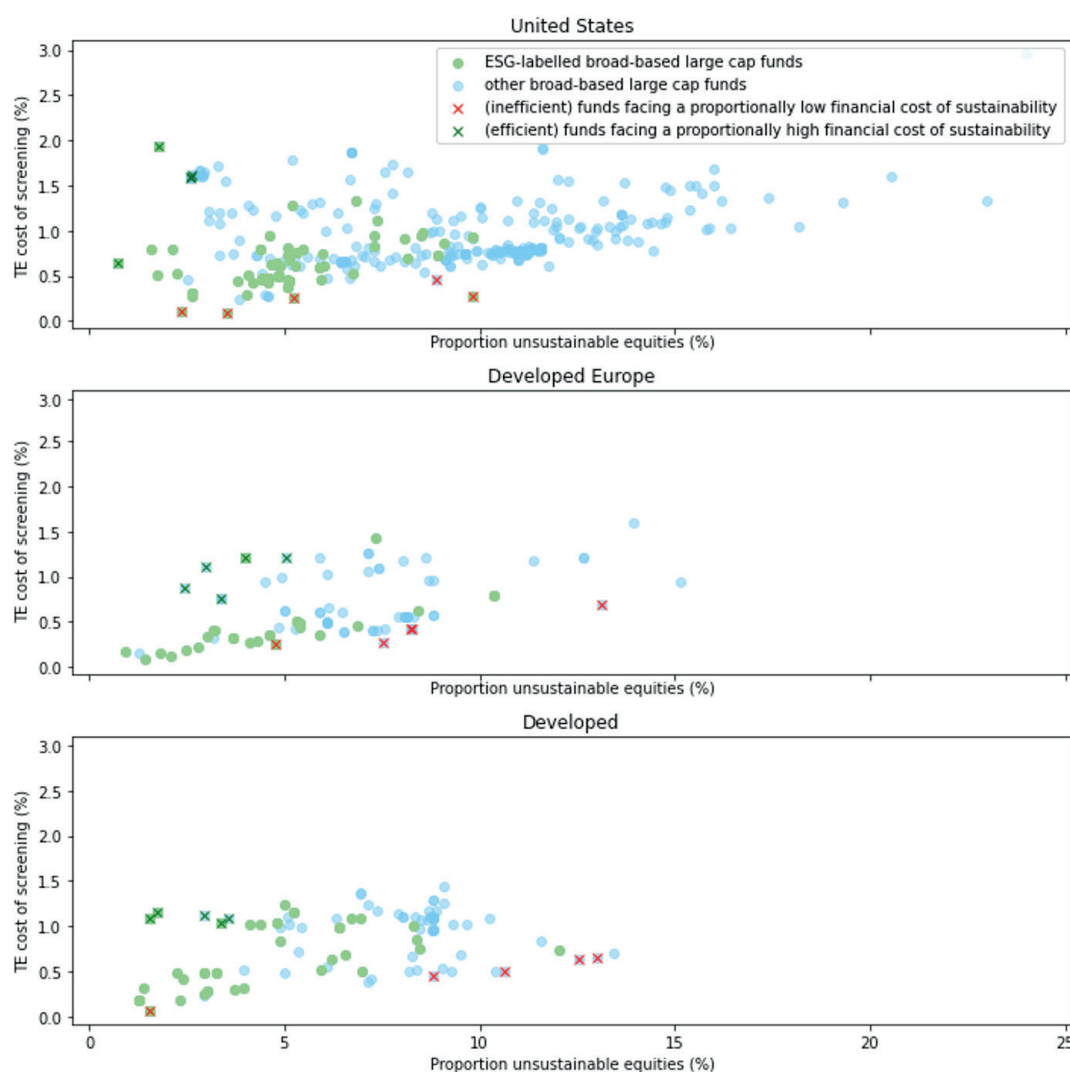 United States
3.0
2.5
2.0
1.5
1.0
0.5
0.0
TE cost of screening (%)
ESG-labelled broad-based large cap funds
other broad-based large cap funds
(inefficient) funds facing a proportionally low financial cost of sustainability
(efficient) funds facing a proportionally high financial cost of sustainability
Proportion unsustainable equities (%)
Developed Europe
3.0
2.5
2.0
1.5
1.0
0.5
0.0
TE cost of screening (%)
Proportion unsustainable equities (%)
Developed
3.0
2.5
2.0
1.5
1.0
0.5
0.0
TE cost of screening (%)
0 5 10 15 20 25
Proportion unsustainable equities (%)